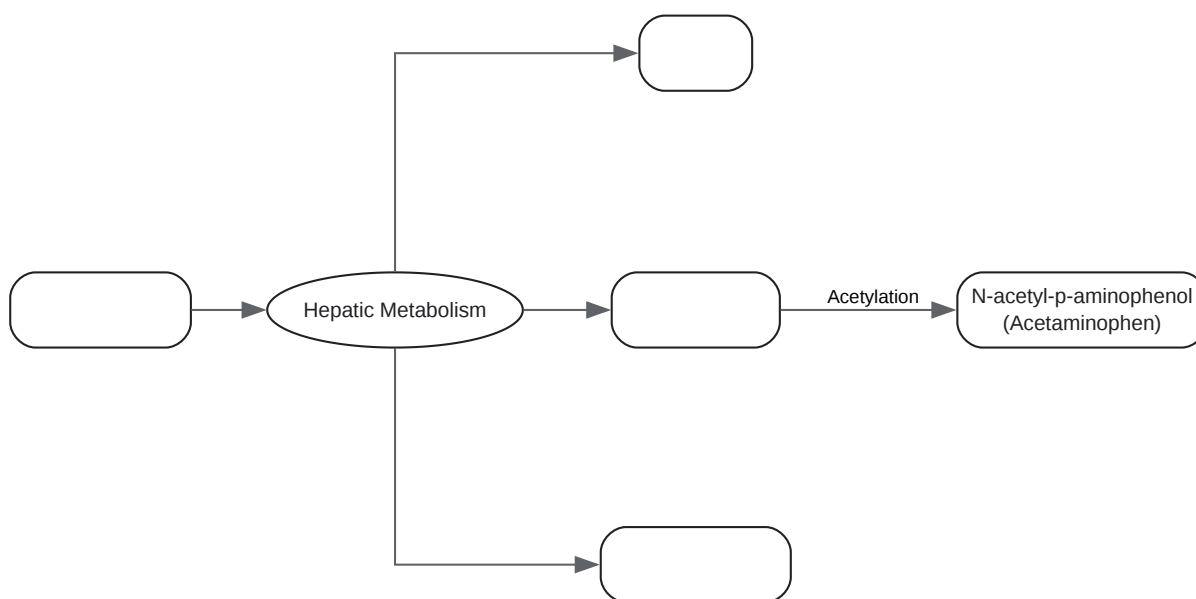 Hepatic Metabolism
Acetylation
N-acetyl-p-aminophenol
(Acetaminophen)